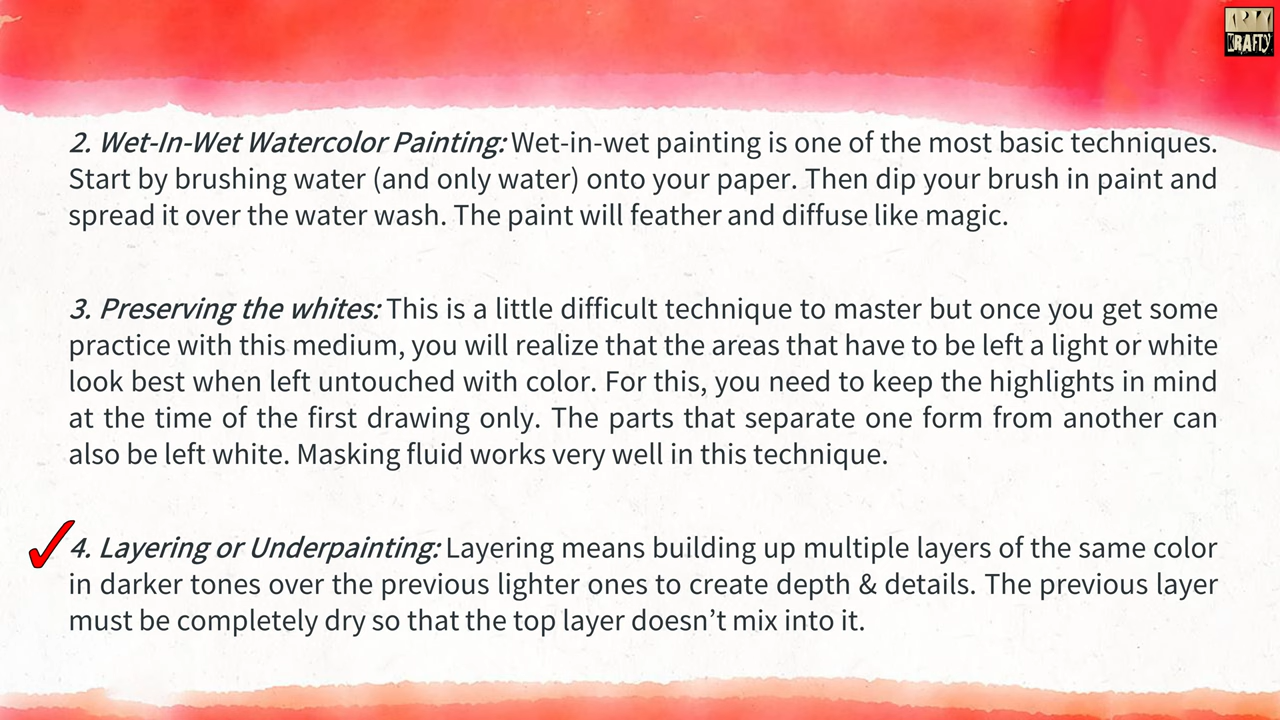 ARTY
KRAFTY
2. Wet-In-Wet Watercolor Painting: Wet-in-wet painting is one of the most basic techniques.
Start by brushing water (and only water) onto your paper. Then dip your brush in paint and
spread it over the water wash. The paint will feather and diffuse like magic.
3. Preserving the whites: This is a little difficult technique to master but once you get some
practice with this medium, you will realize that the areas that have to be left a light or white
look best when left untouched with color. For this, you need to keep the highlights in mind
at the time of the first drawing only. The parts that separate one form from another can
also be left white. Masking fluid works very well in this technique.
4. Layering or Underpainting: Layering means building up multiple layers of the same color
in darker tones over the previous lighter ones to create depth & details. The previous layer
must be completely dry so that the top layer doesn’t mix into it.